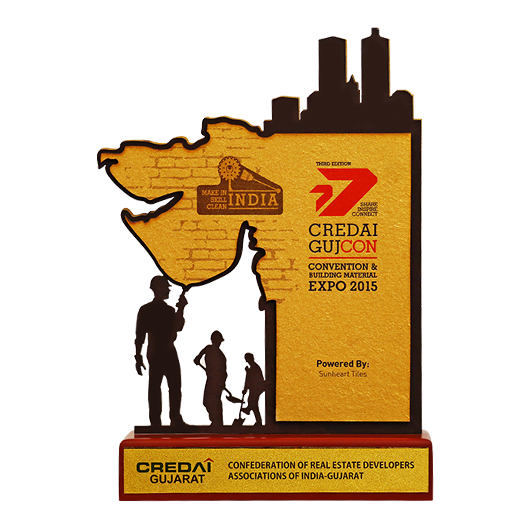 MAKE IN
SKILL
CLEAN
INDIA
THIRD EDITION
SHARE
INSPIRE
CONNECT
CREDAI
GUJCON
CONVENTION &
BUILDING MATERIAL
EXPO 2015
Powered By:
Sunheart Tiles
CREDAI
GUJARAT
CONFEDERATION OF REAL ESTATE DEVELOPERS
ASSOCIATIONS OF INDIA-GUJARAT